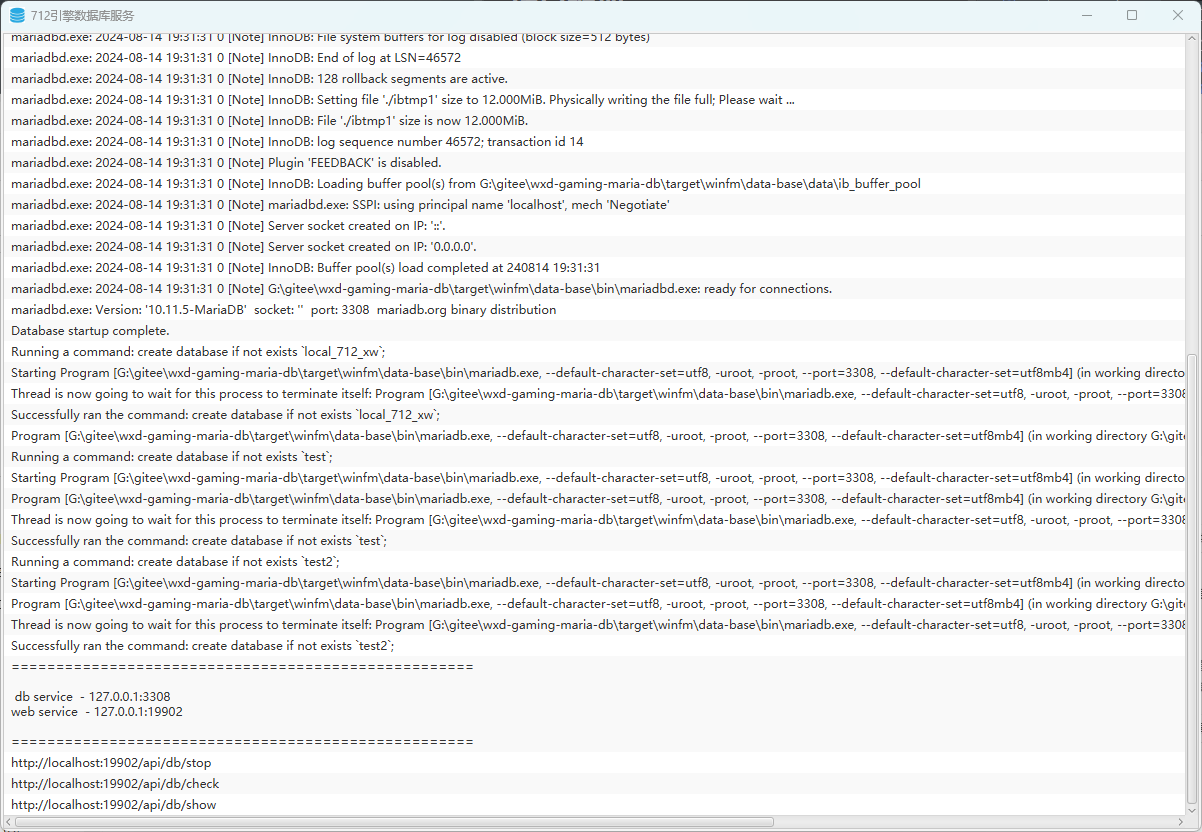 712引擎数据库服务
mariadbd.exe: 2024-08-14 19:31:31 0 [Note] InnoDB: File system buffers for log disabled (block size=512 bytes)
mariadbd.exe: 2024-08-14 19:31:31 0 [Note] InnoDB: End of log at LSN=46572
mariadbd.exe: 2024-08-14 19:31:31 0 [Note] InnoDB: 128 rollback segments are active.
mariadbd.exe: 2024-08-14 19:31:31 0 [Note] InnoDB: Setting file './ibtmp1' size to 12.000MiB. Physically writing the file full; Please wait ...
mariadbd.exe: 2024-08-14 19:31:31 0 [Note] InnoDB: File './ibtmp1' size is now 12.000MiB.
mariadbd.exe: 2024-08-14 19:31:31 0 [Note] InnoDB: log sequence number 46572; transaction id 14
mariadbd.exe: 2024-08-14 19:31:31 0 [Note] Plugin 'FEEDBACK' is disabled.
mariadbd.exe: 2024-08-14 19:31:31 0 [Note] InnoDB: Loading buffer pool(s) from G:\gitee\wxd-gaming-maria-db\target\winfm\data-base\data\ib_buffer_pool
mariadbd.exe: 2024-08-14 19:31:31 0 [Note] mariadbd.exe: SSPI: using principal name 'localhost', mech 'Negotiate'
mariadbd.exe: 2024-08-14 19:31:31 0 [Note] Server socket created on IP: '::'.
mariadbd.exe: 2024-08-14 19:31:31 0 [Note] Server socket created on IP: '0.0.0.0'.
mariadbd.exe: 2024-08-14 19:31:31 0 [Note] InnoDB: Buffer pool(s) load completed at 240814 19:31:31
mariadbd.exe: 2024-08-14 19:31:31 0 [Note] G:\gitee\wxd-gaming-maria-db\target\winfm\data-base\bin\mariadbd.exe: ready for connections.
mariadbd.exe: Version: '10.11.5-MariaDB'  socket: ''  port: 3308  mariadb.org binary distribution
Database startup complete.
Running a command: create database if not exists `local_712_xw`;
Starting Program [G:\gitee\wxd-gaming-maria-db\target\winfm\data-base\bin\mariadb.exe, --default-character-set=utf8, -uroot, -proot, --port=3308, --default-character-set=utf8mb4] (in working directo
Thread is now going to wait for this process to terminate itself: Program [G:\gitee\wxd-gaming-maria-db\target\winfm\data-base\bin\mariadb.exe, --default-character-set=utf8, -uroot, -proot, --port=3308
Successfully ran the command: create database if not exists `local_712_xw`;
Program [G:\gitee\wxd-gaming-maria-db\target\winfm\data-base\bin\mariadb.exe, --default-character-set=utf8, -uroot, -proot, --port=3308, --default-character-set=utf8mb4] (in working directory G:\gite
Running a command: create database if not exists `test`;
Starting Program [G:\gitee\wxd-gaming-maria-db\target\winfm\data-base\bin\mariadb.exe, --default-character-set=utf8, -uroot, -proot, --port=3308, --default-character-set=utf8mb4] (in working directo
Program [G:\gitee\wxd-gaming-maria-db\target\winfm\data-base\bin\mariadb.exe, --default-character-set=utf8, -uroot, -proot, --port=3308, --default-character-set=utf8mb4] (in working directory G:\gite
Thread is now going to wait for this process to terminate itself: Program [G:\gitee\wxd-gaming-maria-db\target\winfm\data-base\bin\mariadb.exe, --default-character-set=utf8, -uroot, -proot, --port=3308
Successfully ran the command: create database if not exists `test`;
Running a command: create database if not exists `test2`;
Starting Program [G:\gitee\wxd-gaming-maria-db\target\winfm\data-base\bin\mariadb.exe, --default-character-set=utf8, -uroot, -proot, --port=3308, --default-character-set=utf8mb4] (in working directo
Program [G:\gitee\wxd-gaming-maria-db\target\winfm\data-base\bin\mariadb.exe, --default-character-set=utf8, -uroot, -proot, --port=3308, --default-character-set=utf8mb4] (in working directory G:\gite
Thread is now going to wait for this process to terminate itself: Program [G:\gitee\wxd-gaming-maria-db\target\winfm\data-base\bin\mariadb.exe, --default-character-set=utf8, -uroot, -proot, --port=3308
Successfully ran the command: create database if not exists `test2`;
====================================================
db service  - 127.0.0.1:3308
web service  - 127.0.0.1:19902
====================================================
http://localhost:19902/api/db/stop
http://localhost:19902/api/db/check
http://localhost:19902/api/db/show